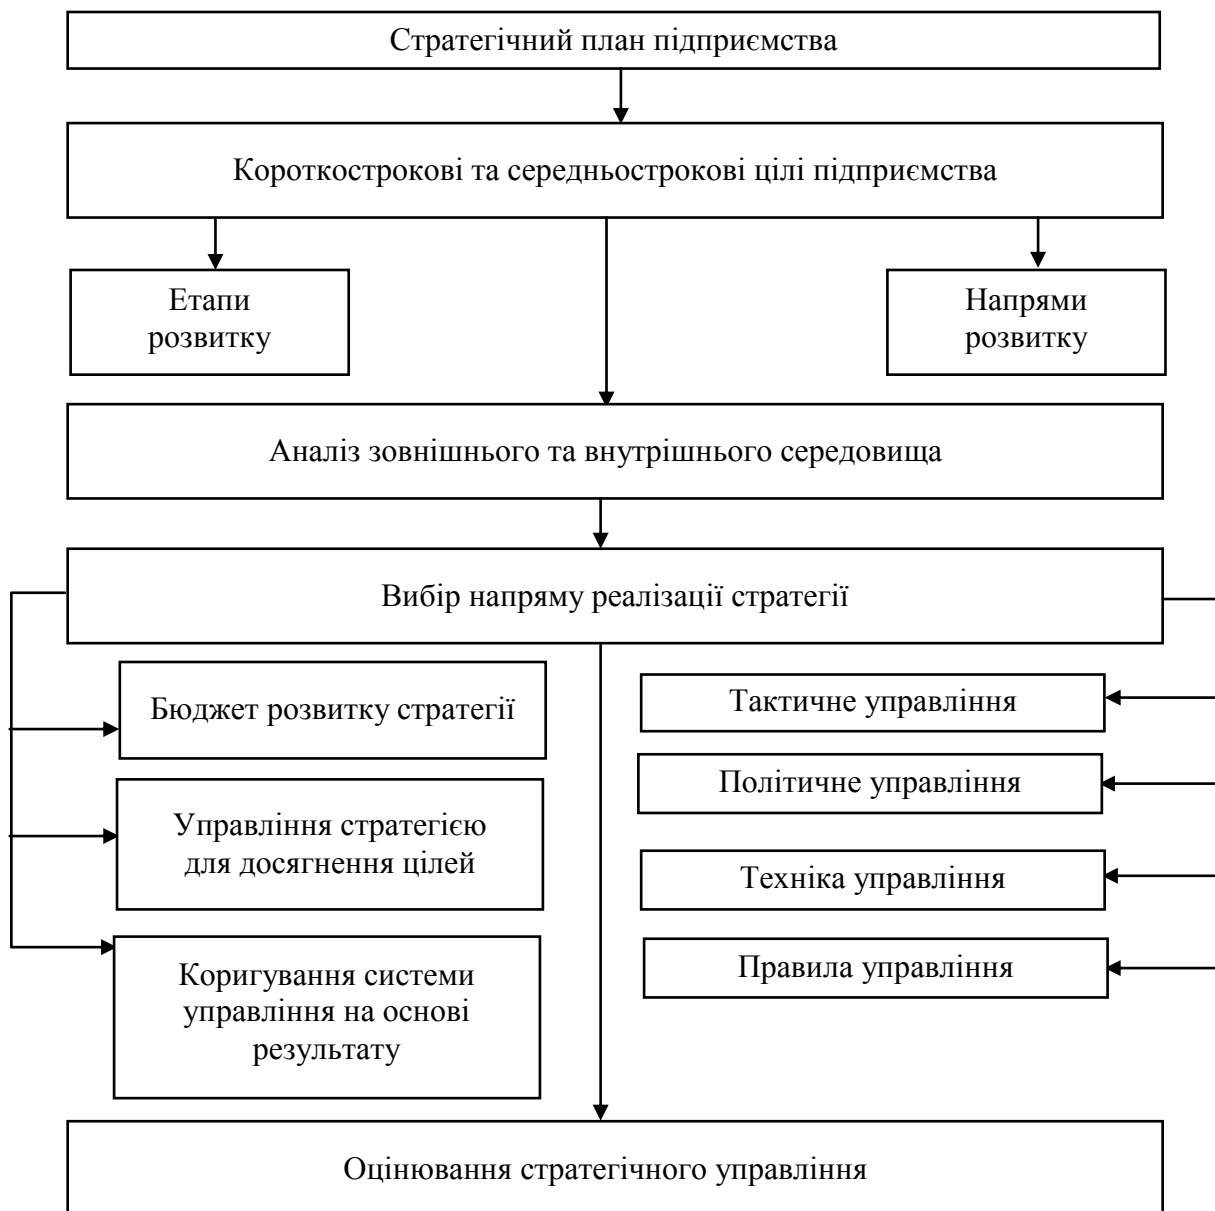 Стратегічний план підприємства
Короткострокові та середньострокові цілі підприємства
Етапи
розвитку
Напрями
розвитку
Аналіз зовнішнього та внутрішнього середовища
Вибір напряму реалізації стратегії
Бюджет розвитку стратегії
Управління стратегією
для досягнення цілей
Коригування системи
управління на основі
результату
Тактичне управління
Політичне управління
Техніка управління
Правила управління
Оцінювання стратегічного управління